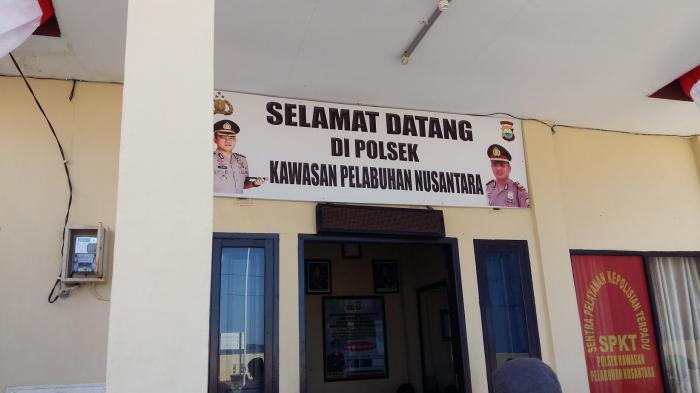 SELAMAT DATANG
DI POLSEK
KAWASAN PELABUHAN NUSANTARA
SENTRA PELAYANAN KEPOLISIAN TERPADU
SPKT
POLSEK KAWASAN
PELABUHAN NUSANTARA